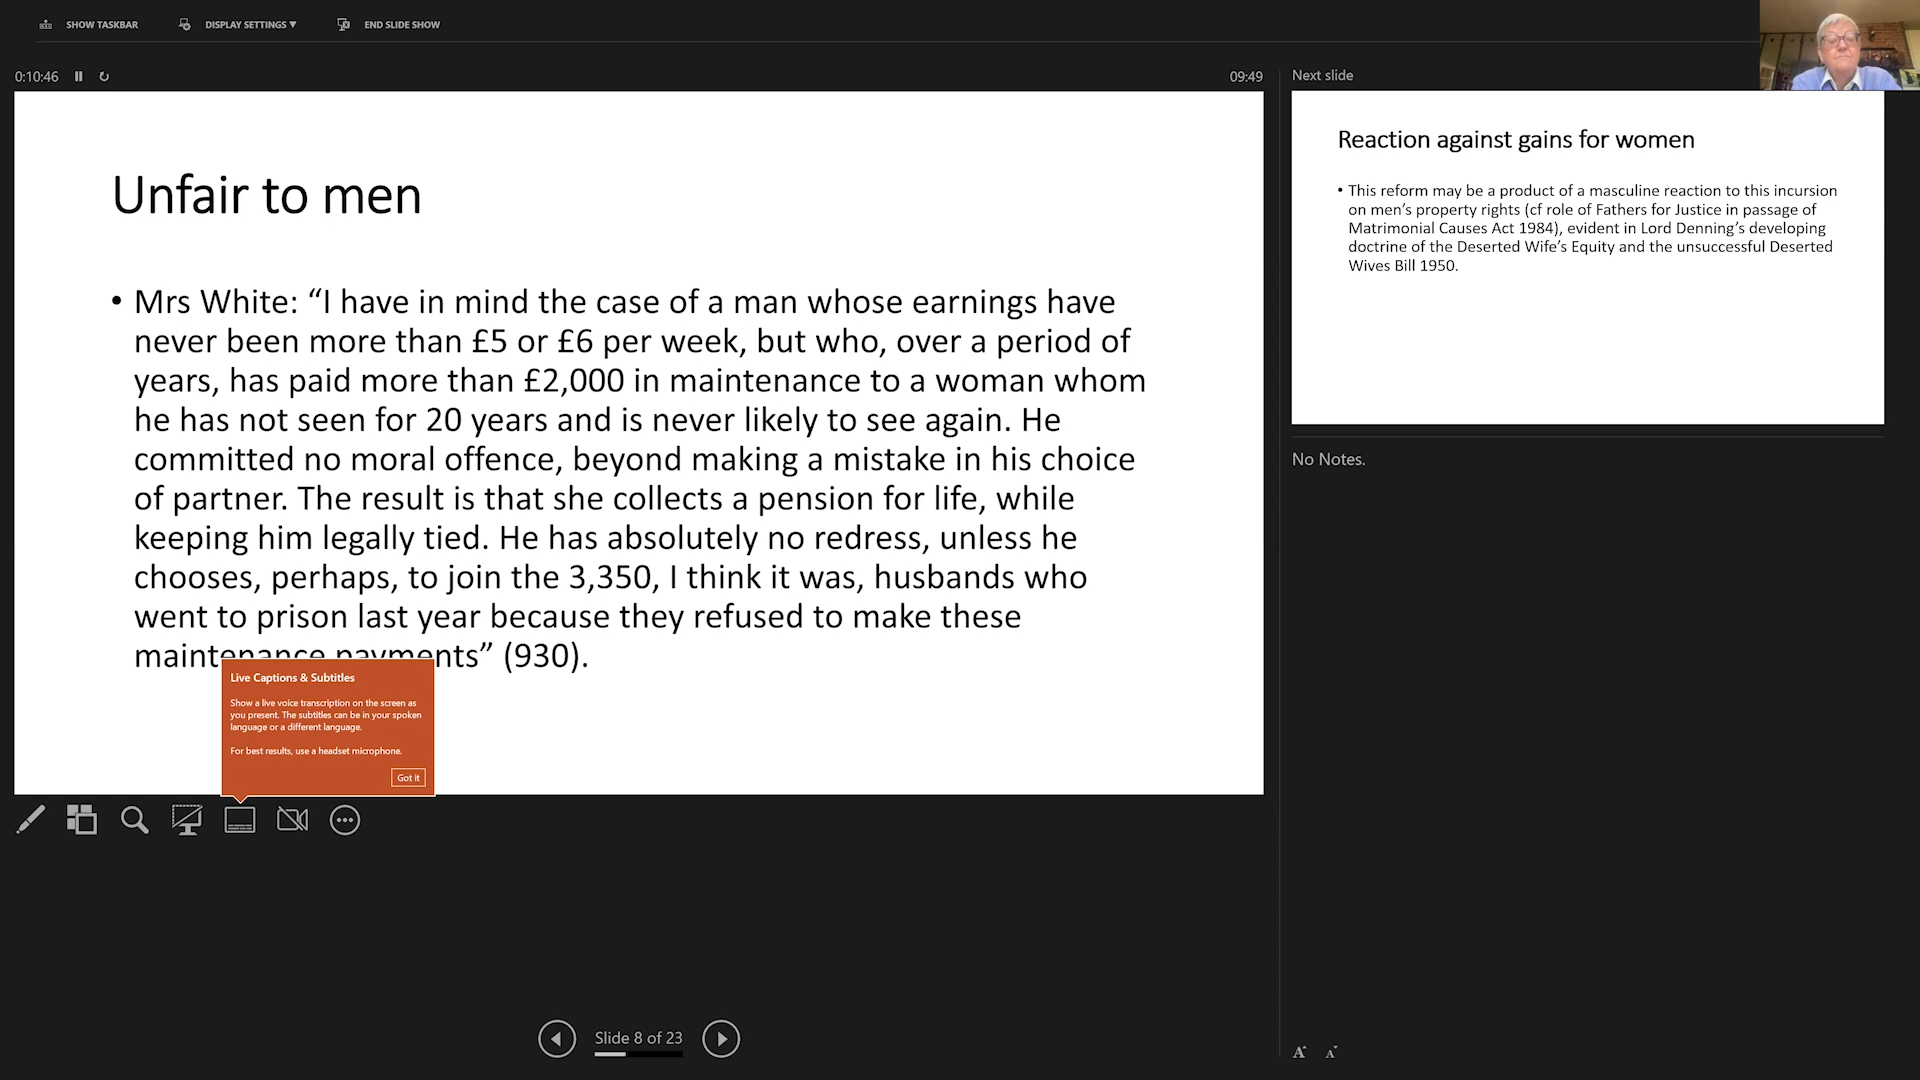 SHOW TASKBAR
DISPLAY SETTINGS ▼
END SLIDE SHOW
0:10:46
09:49
Unfair to men
• Mrs White: “I have in mind the case of a man whose earnings have
never been more than £5 or £6 per week, but who, over a period of
years, has paid more than £2,000 in maintenance to a woman whom
he has not seen for 20 years and is never likely to see again. He
committed no moral offence, beyond making a mistake in his choice
of partner. The result is that she collects a pension for life, while
keeping him legally tied. He has absolutely no redress, unless he
chooses, perhaps, to join the 3,350, I think it was, husbands who
went to prison last year because they refused to make these
maintenance payments” (930).
Live Captions & Subtitles
Show a live voice transcription on the screen as
you present. The subtitles can be in your spoken
language or a different language.
For best results, use a headset microphone.
Got it
Slide 8 of 23
Next slide
Reaction against gains for women
• This reform may be a product of a masculine reaction to this incursion
on men’s property rights (cf role of Fathers for Justice in passage of
Matrimonial Causes Act 1984), evident in Lord Denning’s developing
doctrine of the Deserted Wife’s Equity and the unsuccessful Deserted
Wives Bill 1950.
No Notes.
A A